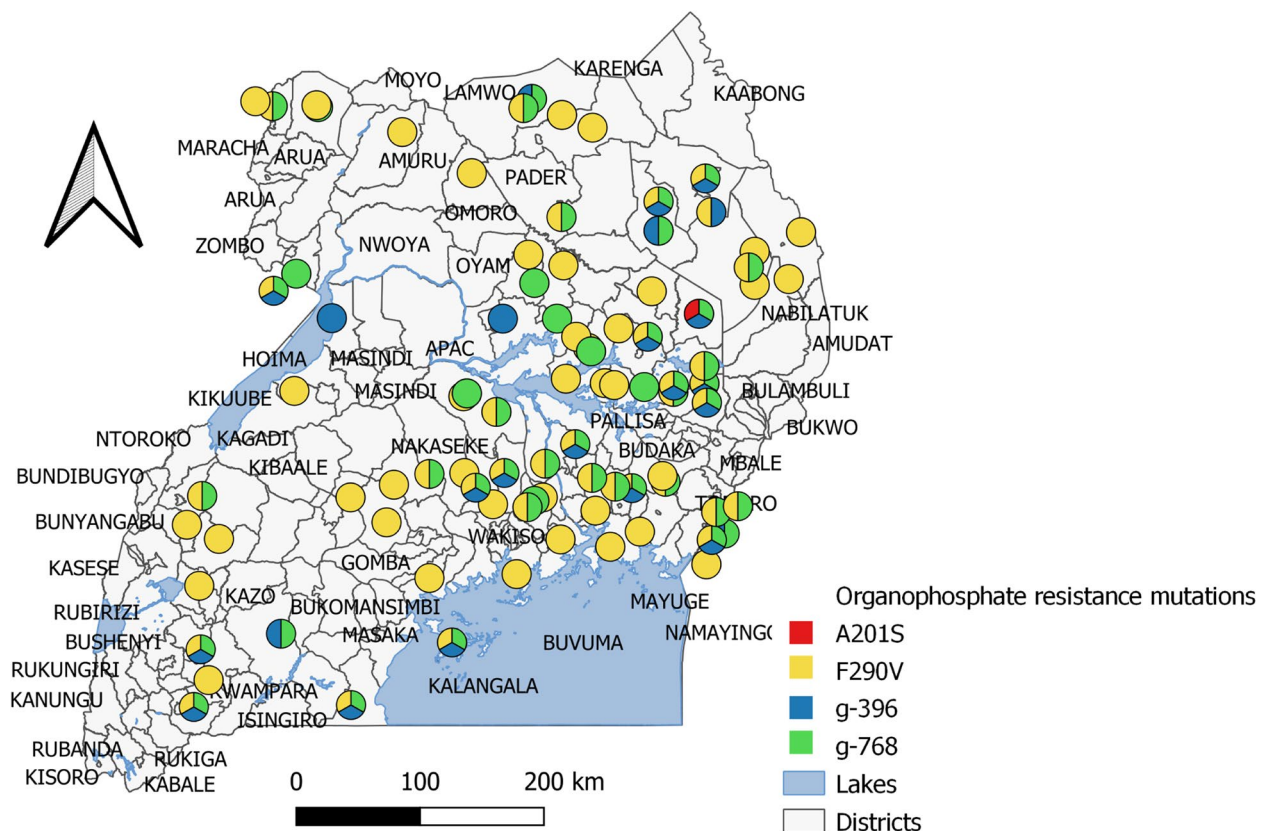 KARENGA
MOYO
LAMWO
KAABONG
MARACHA
ARUA
AMURU
PADER
ARUA
OMORO
ZOMBO
NWOYA
OYAM
NABILATUK
AMUDAT
HOIMA
MASINDI
APAC
MASINDI
BULAMBULI
KIKUUBE
PALLISA
BUKWO
NTOROKO
KAGADI
NAKASEKE
BUDAKA
MBALE
KIBAALE
BUNDIBUGYO
BUNYANGABU
WAKISO
KASESE
GOMBA
KAZO
BUKOMANSIMBI
MAYUGE
RUBIRIZI
BUSHENYI
MASAKA
BUVUMA
RUKUNGIRI
KALANGALA
KANUNGU
ISINGIRO
RUBANDA
RUKIGA
KISORO
KABALE
0 100 200 km
Organophosphate resistance mutations
A201S
F290V
g-396
g-768
Lakes
Districts